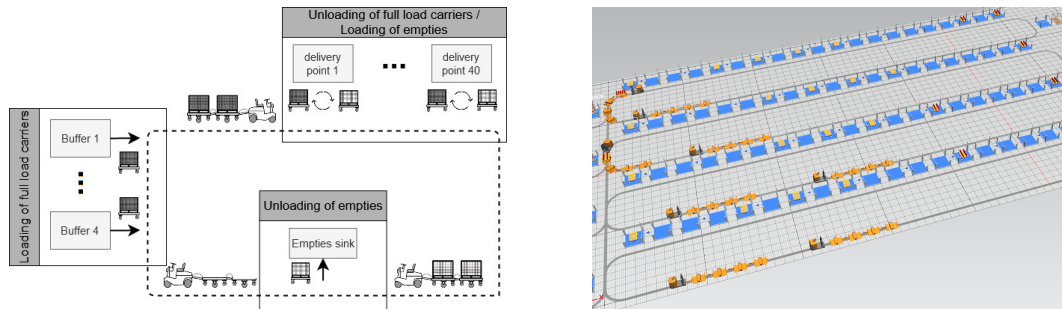 Unloading of full load carriers /
Loading of empties
delivery
point 1
delivery
point 40
Loading of full load carriers
Buffer 1
Buffer 4
Unloading of empties
Empties sink